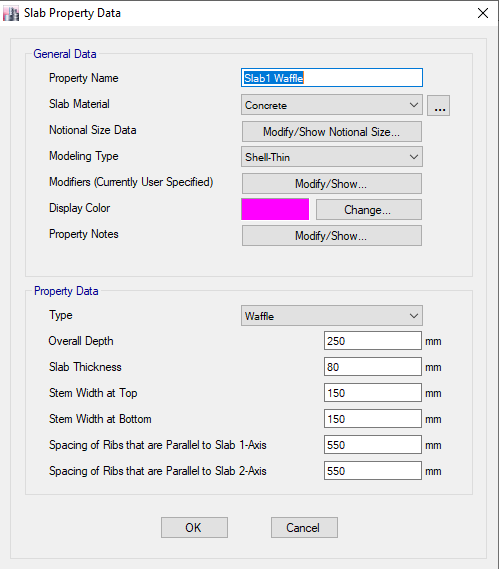 Slab Property Data
General Data
Property Name Slab1 Waffle
Slab Material Concrete ...
Notional Size Data Modify/Show Notional Size...
Modeling Type Shell-Thin
Modifiers (Currently User Specified) Modify/Show...
Display Color Change...
Property Notes Modify/Show...
Property Data
Type Waffle
Overall Depth 250 mm
Slab Thickness 80 mm
Stem Width at Top 150 mm
Stem Width at Bottom 150 mm
Spacing of Ribs that are Parallel to Slab 1-Axis 550 mm
Spacing of Ribs that are Parallel to Slab 2-Axis 550 mm
OK Cancel